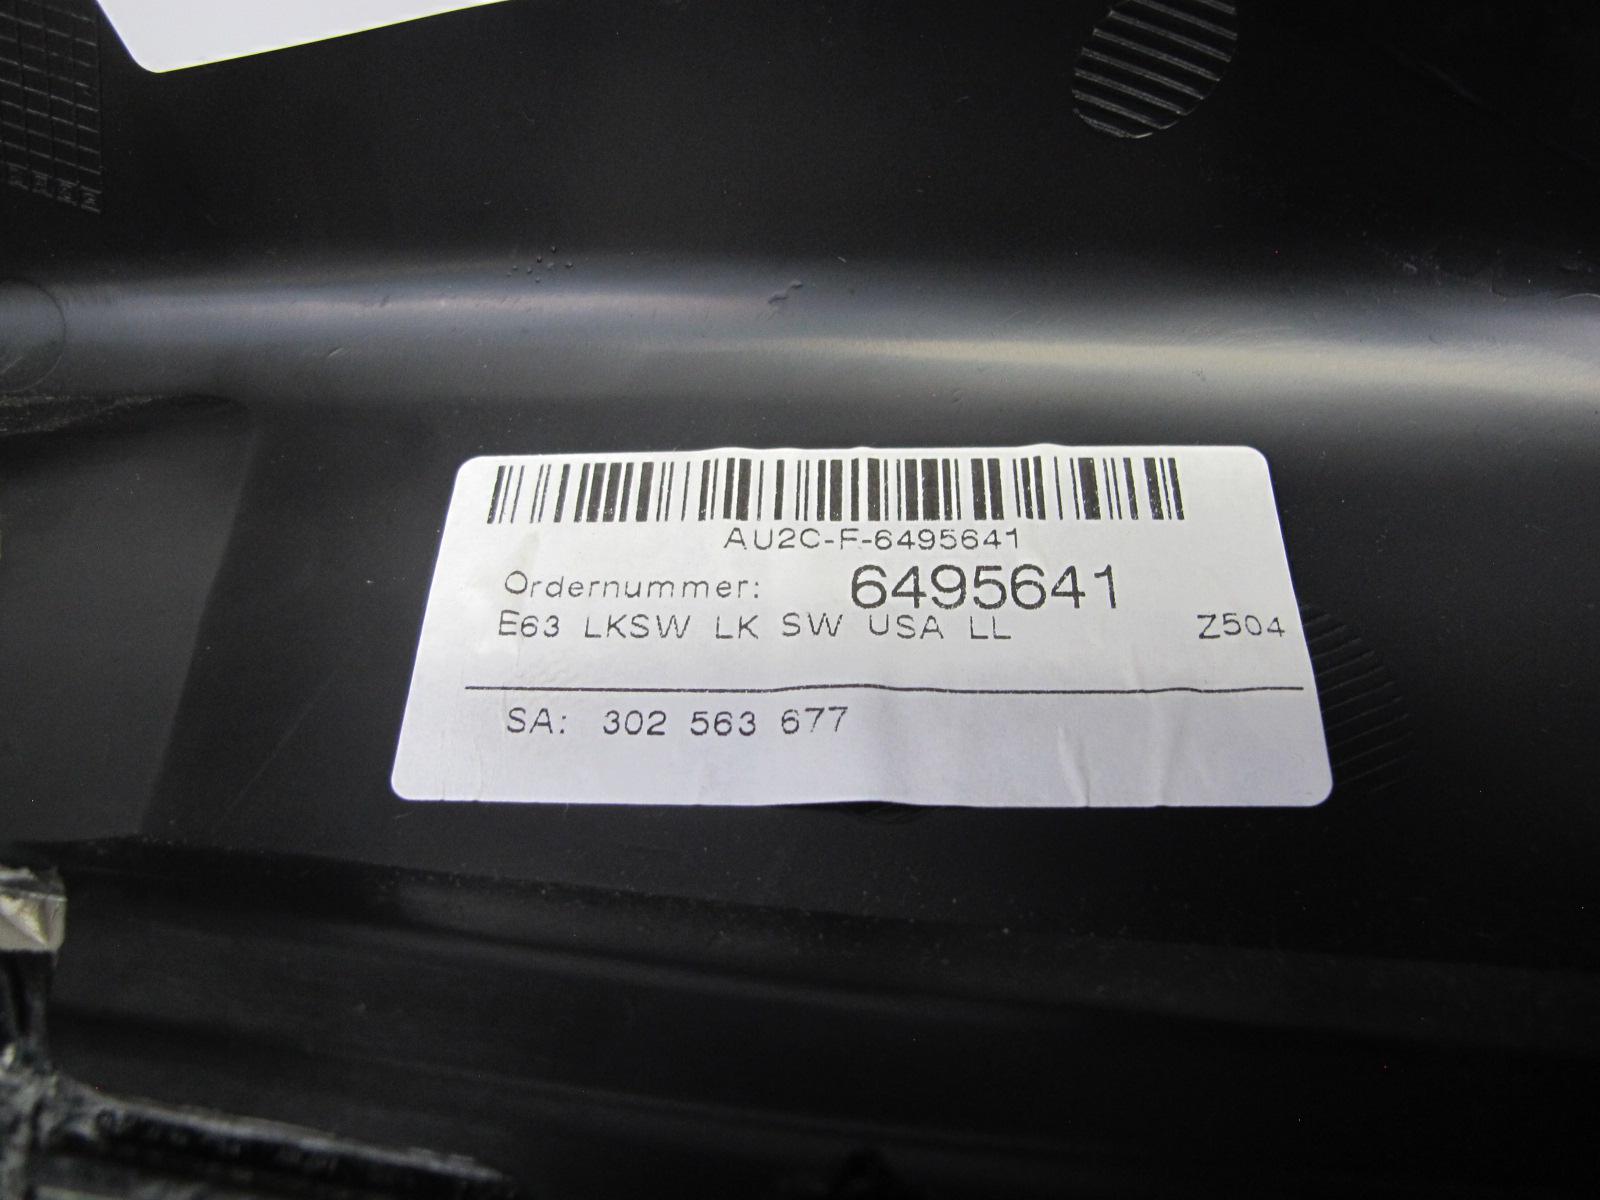 AU2C-F-6495641
Ordernummer: 6495641
E63 LKSW LK SW USA LL Z504
SA: 302 563 677